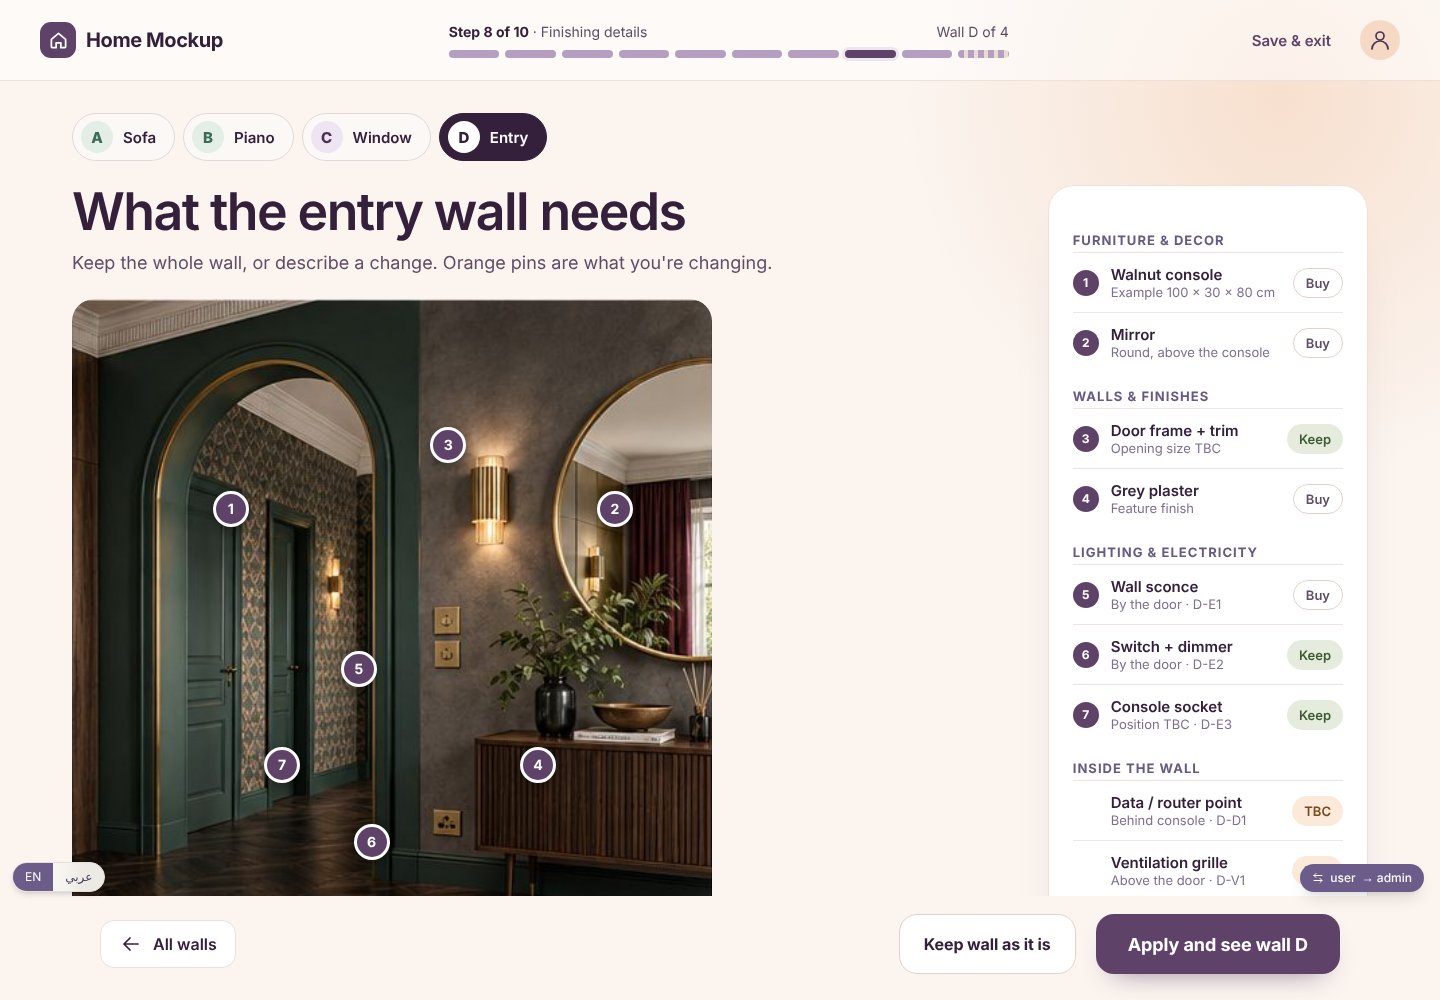 Home Mockup
Step 8 of 10 · Finishing details
Wall D of 4
Save & exit
A Sofa
B Piano
C Window
D Entry
What the entry wall needs
Keep the whole wall, or describe a change. Orange pins are what you're changing.
1
2
3
4
5
6
7
FURNITURE & DECOR
1 Walnut console
Example 100 × 30 × 80 cm
Buy
2 Mirror
Round, above the console
Buy
WALLS & FINISHES
3 Door frame + trim
Opening size TBC
Keep
4 Grey plaster
Feature finish
Buy
LIGHTING & ELECTRICITY
5 Wall sconce
By the door · D-E1
Buy
6 Switch + dimmer
By the door · D-E2
Keep
7 Console socket
Position TBC · D-E3
Keep
INSIDE THE WALL
Data / router point
Behind console · D-D1
TBC
Ventilation grille
Above the door · D-V1
EN عربي
⇆ user → admin
← All walls
Keep wall as it is
Apply and see wall D